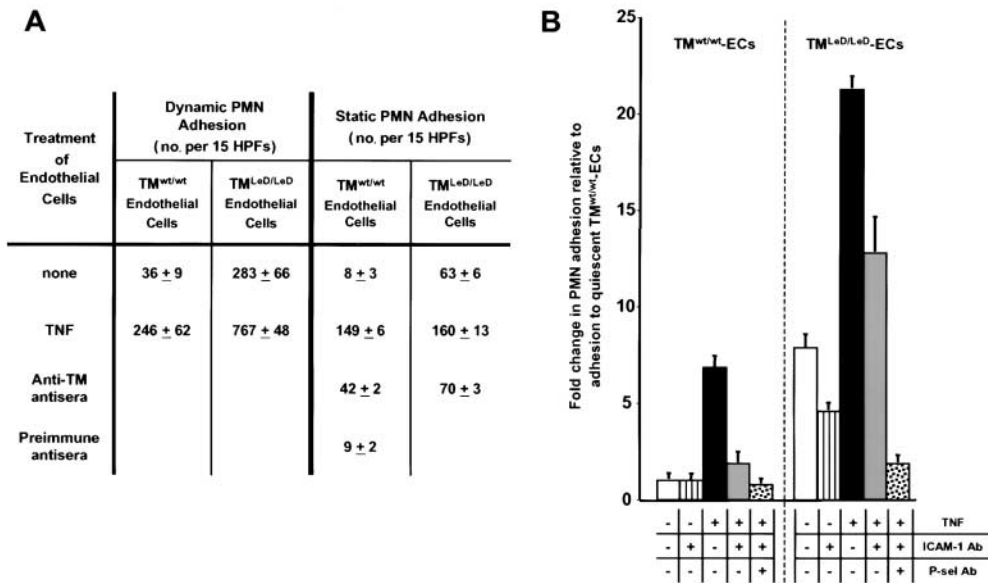 A
Treatment
of
Endothelial
Cells
Dynamic PMN
Adhesion
(no. per 15 HPFs)
Static PMN Adhesion
(no. per 15 HPFs)
TMwt/wt
Endothelial
Cells
TMLeD/LeD
Endothelial
Cells
TMwt/wt
Endothelial
Cells
TMLeD/LeD
Endothelial
Cells
none 36 ± 9 283 ± 66 8 ± 3 63 ± 6
TNF 246 ± 62 767 ± 48 149 ± 6 160 ± 13
Anti-TM
antisera
42 ± 2 70 ± 3
Preimmune
antisera
9 ± 2
B
Fold change in PMN adhesion relative to
adhesion to quiescent TMwt/wt-ECs
25
20
15
10
5
0
TMwt/wt-ECs
TMLeD/LeD-ECs
- - + + + - - + + + TNF
- + - + + - + - + + ICAM-1 Ab
- - - - + - - - - + P-sel Ab